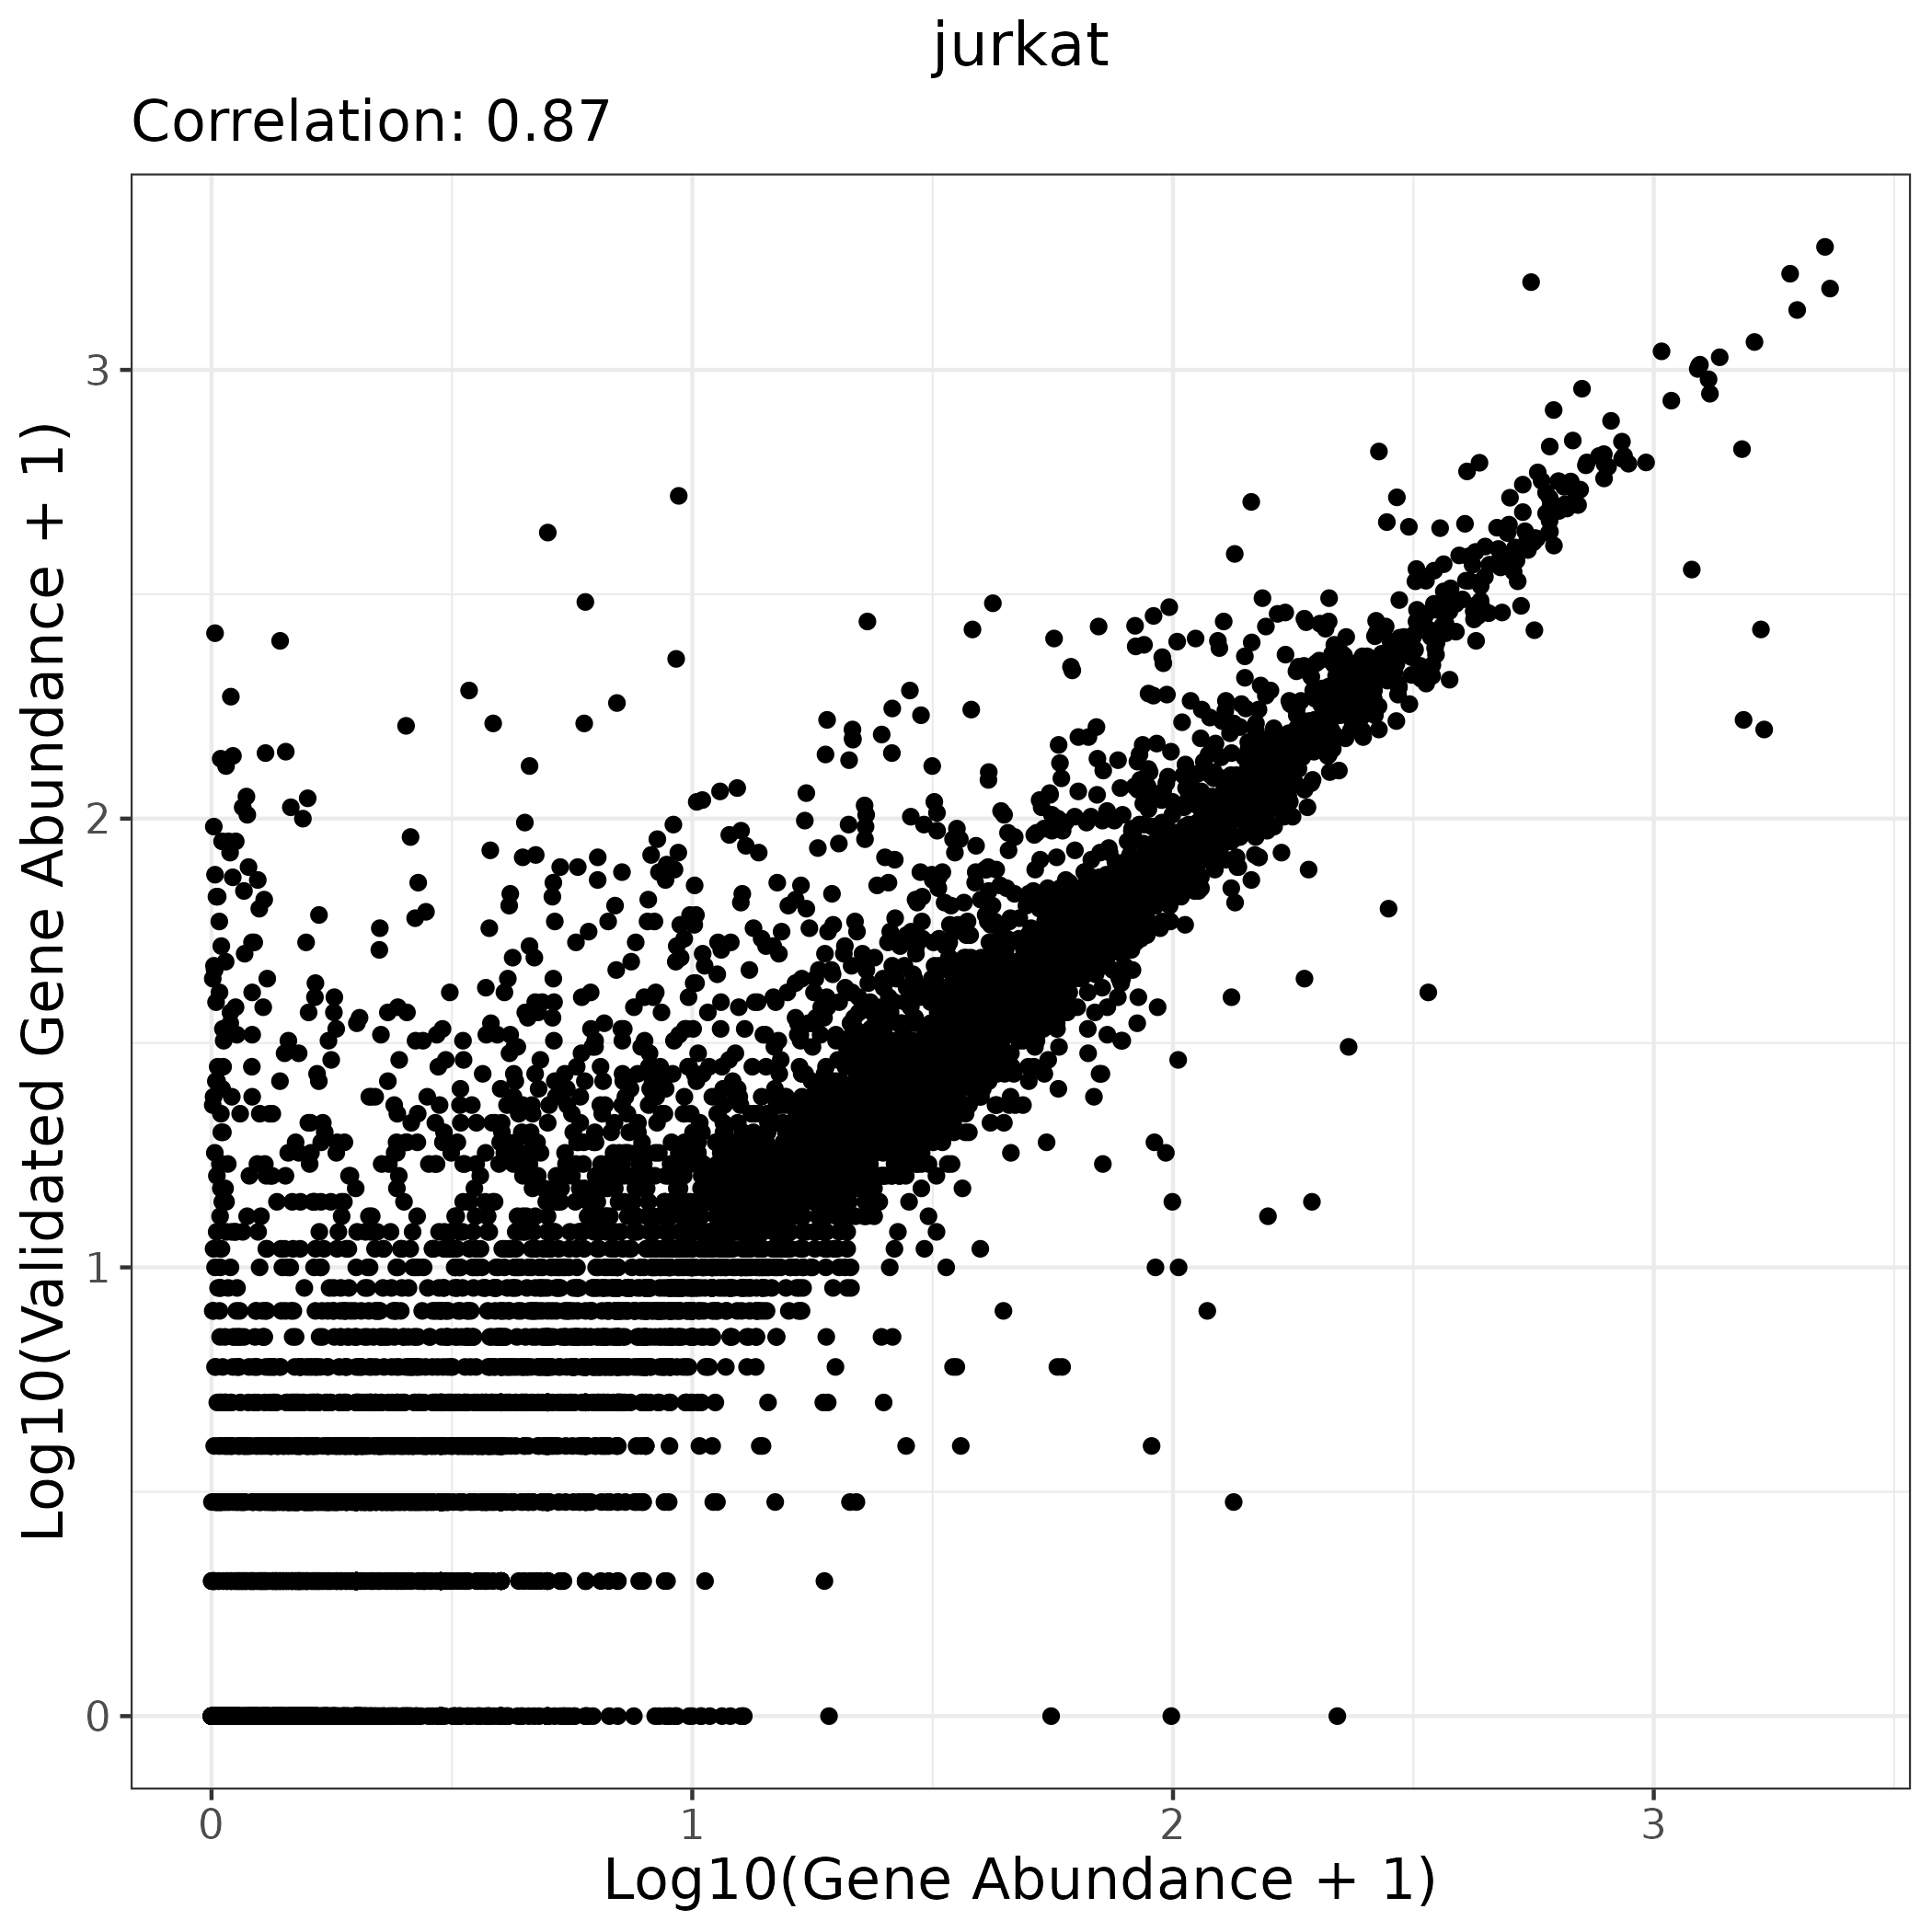 jurkat
Correlation: 0.87
Log10(Validated Gene Abundance + 1)
3
2
1
0
0 1 2 3
Log10(Gene Abundance + 1)